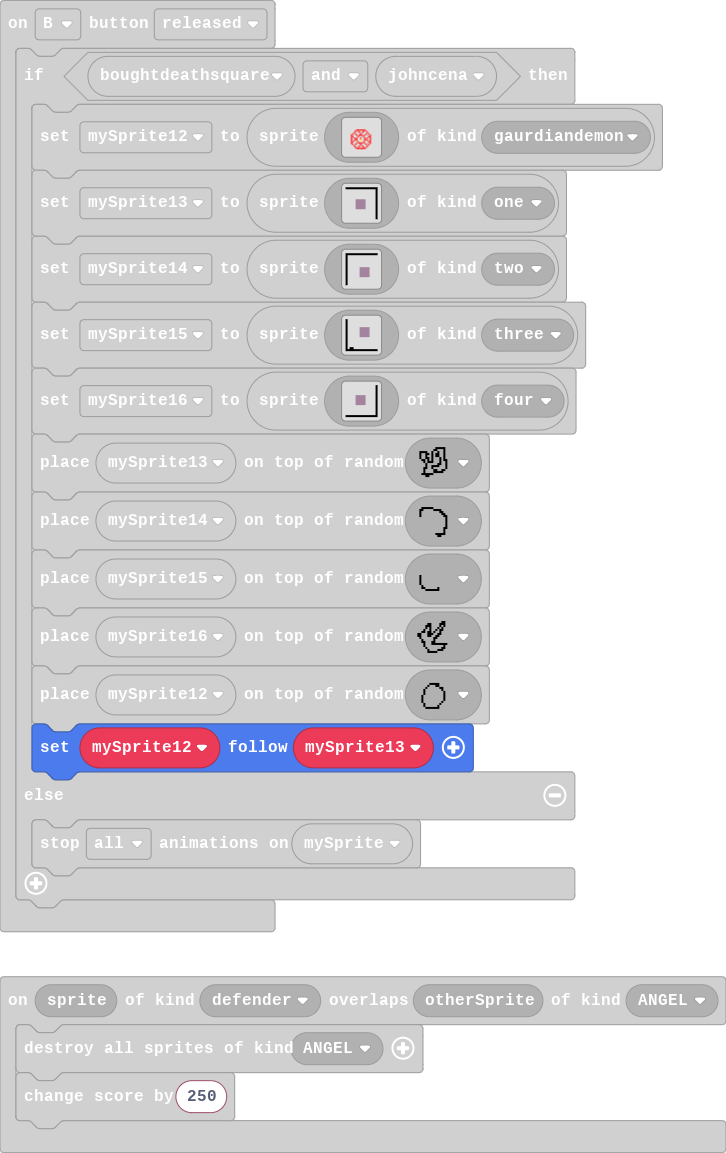 on B button released
if boughtdeathsquare and johncena then
set mySprite12 to sprite of kind gaurdiandemon
set mySprite13 to sprite of kind one
set mySprite14 to sprite of kind two
set mySprite15 to sprite of kind three
set mySprite16 to sprite of kind four
place mySprite13 on top of random
place mySprite14 on top of random
place mySprite15 on top of random
place mySprite16 on top of random
place mySprite12 on top of random
set mySprite12 follow mySprite13
else
stop all animations on mySprite
on sprite of kind defender overlaps otherSprite of kind ANGEL
destroy all sprites of kind ANGEL
change score by 250